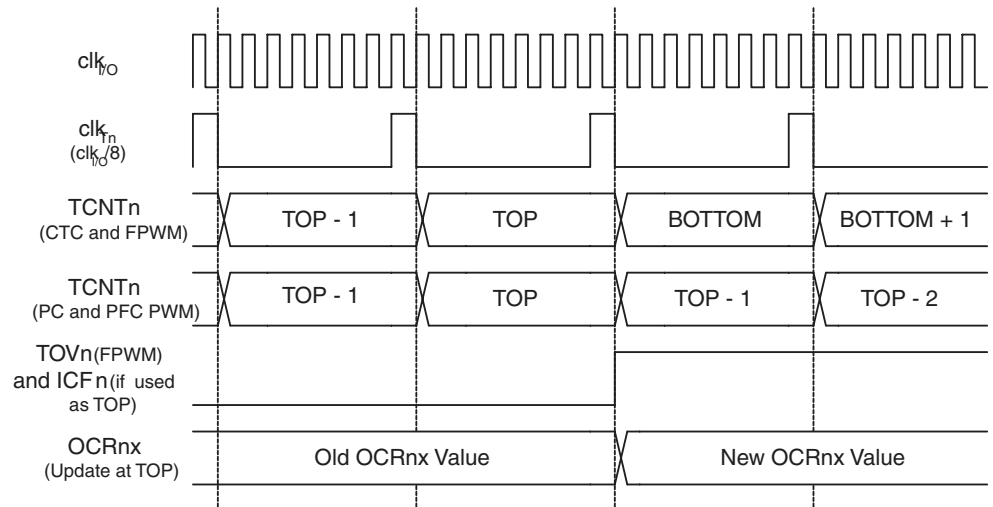 clkI/O
clkTn
(clkI/O/8)
TCNTn
(CTC and FPWM)
TOP - 1
TOP
BOTTOM
BOTTOM + 1
TCNTn
(PC and PFC PWM)
TOP - 1
TOP
TOP - 1
TOP - 2
TOVn(FPWM)
and ICFn(if used
as TOP)
OCRnx
(Update at TOP)
Old OCRnx Value
New OCRnx Value